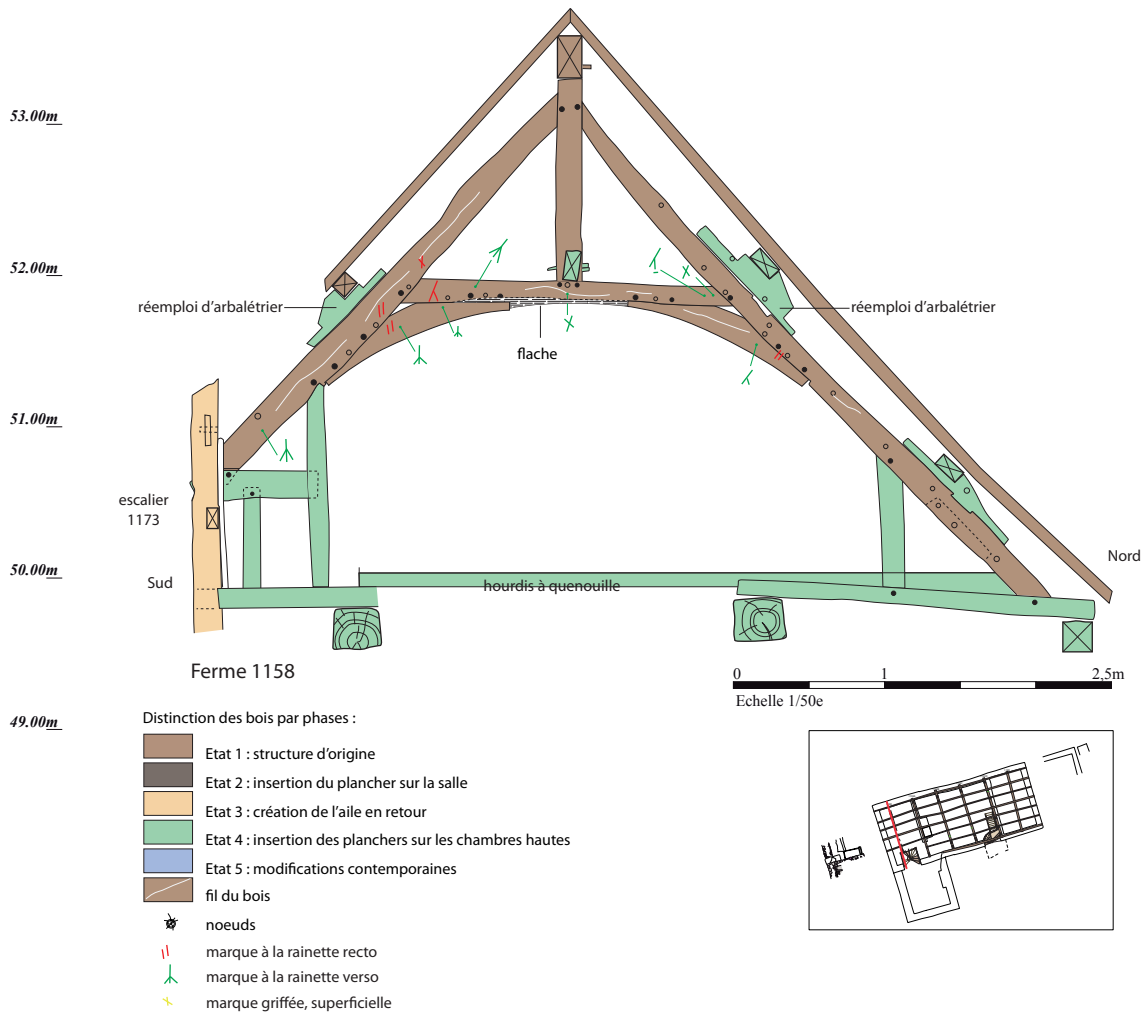 53.00m
52.00m
réemploi d'arbalétrier
réemploi d'arbalétrier
flache
51.00m
escalier
1173
50.00m
Sud
hourdis à quenouille
Nord
Ferme 1158
0 1 2,5m
Echelle 1/50e
49.00m
Distinction des bois par phases :
Etat 1 : structure d'origine
Etat 2 : insertion du plancher sur la salle
Etat 3 : création de l'aile en retour
Etat 4 : insertion des planchers sur les chambres hautes
Etat 5 : modifications contemporaines
fil du bois
noeuds
marque à la rainette recto
marque à la rainette verso
marque griffée, superficielle